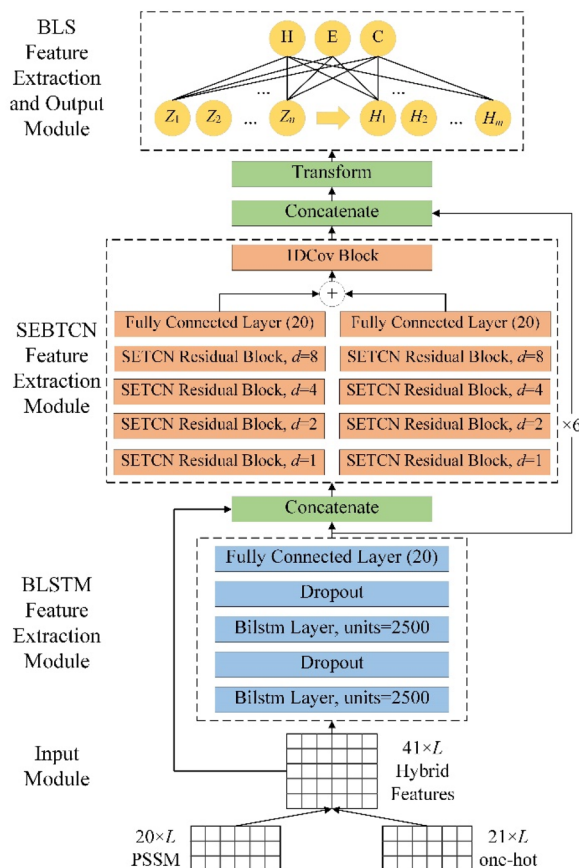 BLS
Feature
Extraction
and Output
Module
H E C
... ...
Z1 Z2 ... Zn H1 H2 ... Hm
Transform
Concatenate
1DCov Block
+
SEBTCN
Feature
Extraction
Module
Fully Connected Layer (20) Fully Connected Layer (20)
SETCN Residual Block, d=8 SETCN Residual Block, d=8
SETCN Residual Block, d=4 SETCN Residual Block, d=4
SETCN Residual Block, d=2 SETCN Residual Block, d=2
×6
SETCN Residual Block, d=1 SETCN Residual Block, d=1
Concatenate
BLSTM
Feature
Extraction
Module
Fully Connected Layer (20)
Dropout
Bilstm Layer, units=2500
Dropout
Bilstm Layer, units=2500
Input
Module
41×L
Hybrid
Features
20×L
PSSM
21×L
one-hot